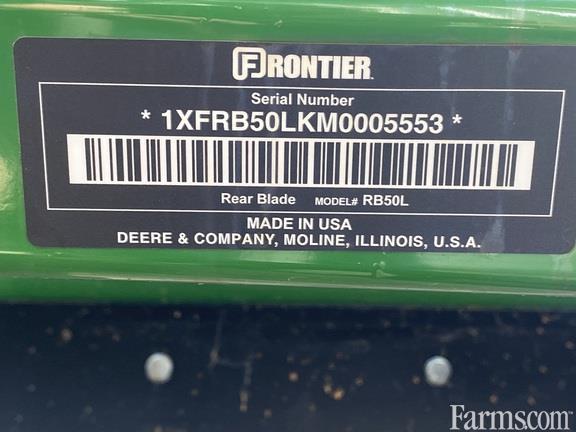 FRONTIER
Serial Number
* 1XFRB50LKM0005553 *
Rear Blade MODEL# RB50L
MADE IN USA
DEERE & COMPANY, MOLINE, ILLINOIS, U.S.A.
Farms.com